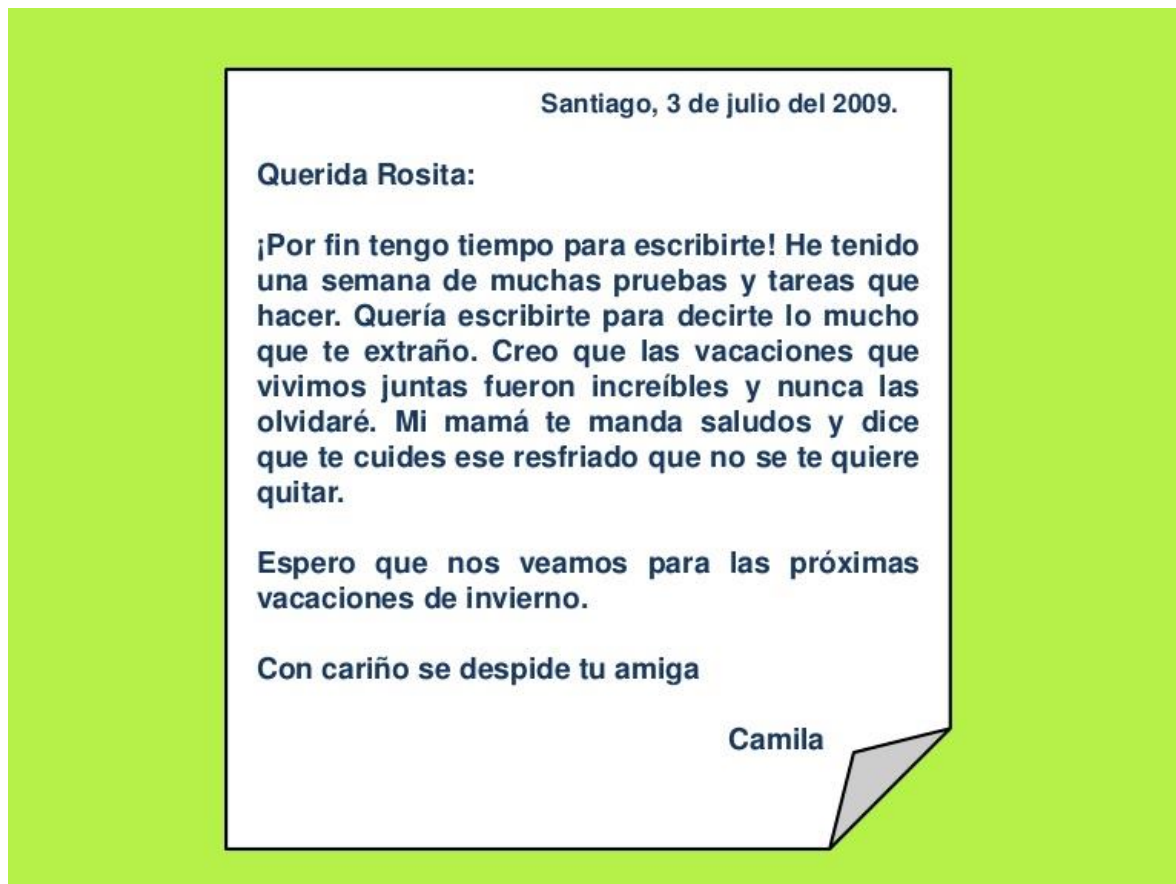 Santiago, 3 de julio del 2009.
Querida Rosita:
¡Por fin tengo tiempo para escribirte! He tenido
una semana de muchas pruebas y tareas que
hacer. Quería escribirte para decirte lo mucho
que te extraño. Creo que las vacaciones que
vivimos juntas fueron increíbles y nunca las
olvidaré. Mi mamá te manda saludos y dice
que te cuides ese resfriado que no se te quiere
quitar.
Espero que nos veamos para las próximas
vacaciones de invierno.
Con cariño se despide tu amiga
Camila